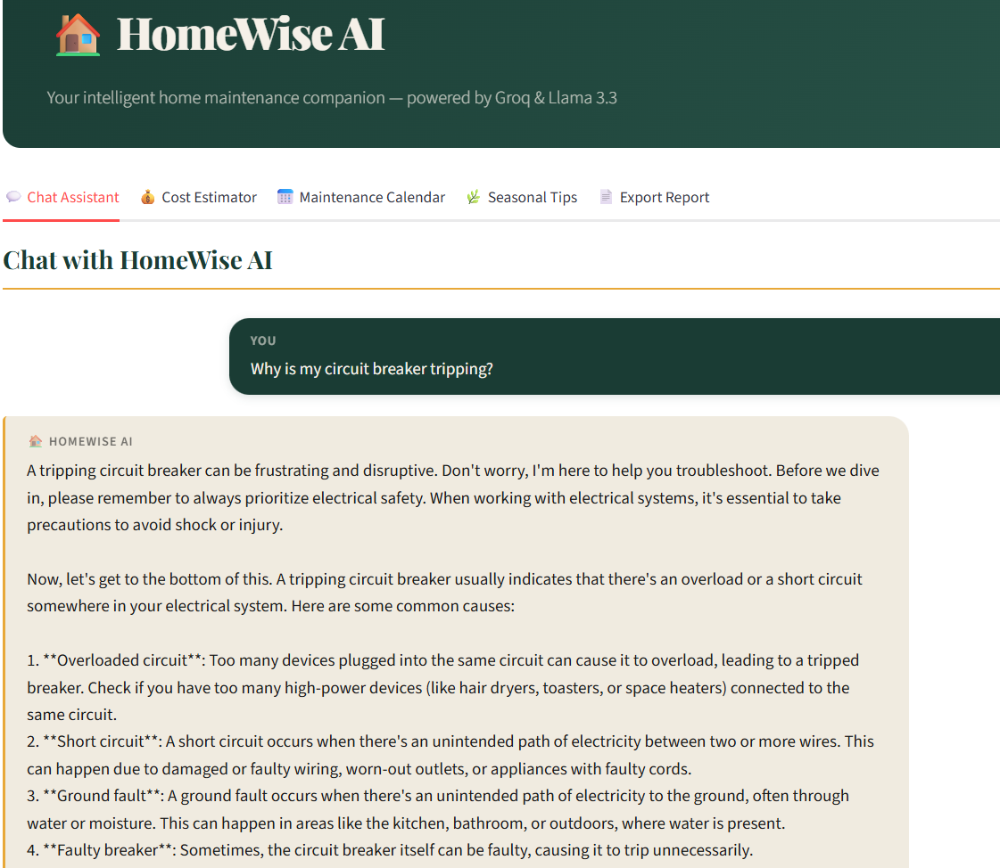 HomeWise AI
Your intelligent home maintenance companion — powered by Groq & Llama 3.3
Chat Assistant Cost Estimator Maintenance Calendar Seasonal Tips Export Report
Chat with HomeWise AI
YOU
Why is my circuit breaker tripping?
HOMEWISE AI
A tripping circuit breaker can be frustrating and disruptive. Don't worry, I'm here to help you troubleshoot. Before we dive
in, please remember to always prioritize electrical safety. When working with electrical systems, it's essential to take
precautions to avoid shock or injury.
Now, let's get to the bottom of this. A tripping circuit breaker usually indicates that there's an overload or a short circuit
somewhere in your electrical system. Here are some common causes:
1. **Overloaded circuit**: Too many devices plugged into the same circuit can cause it to overload, leading to a tripped
breaker. Check if you have too many high-power devices (like hair dryers, toasters, or space heaters) connected to the
same circuit.
2. **Short circuit**: A short circuit occurs when there's an unintended path of electricity between two or more wires. This
can happen due to damaged or faulty wiring, worn-out outlets, or appliances with faulty cords.
3. **Ground fault**: A ground fault occurs when there's an unintended path of electricity to the ground, often through
water or moisture. This can happen in areas like the kitchen, bathroom, or outdoors, where water is present.
4. **Faulty breaker**: Sometimes, the circuit breaker itself can be faulty, causing it to trip unnecessarily.